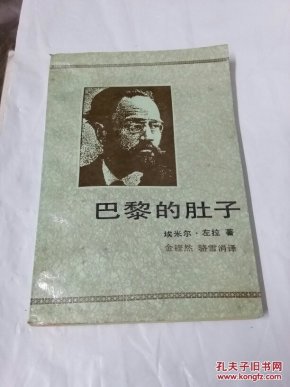 巴黎的肚子
埃米尔·左拉 著
金铿然 骆雪涓译
孔夫子旧书网